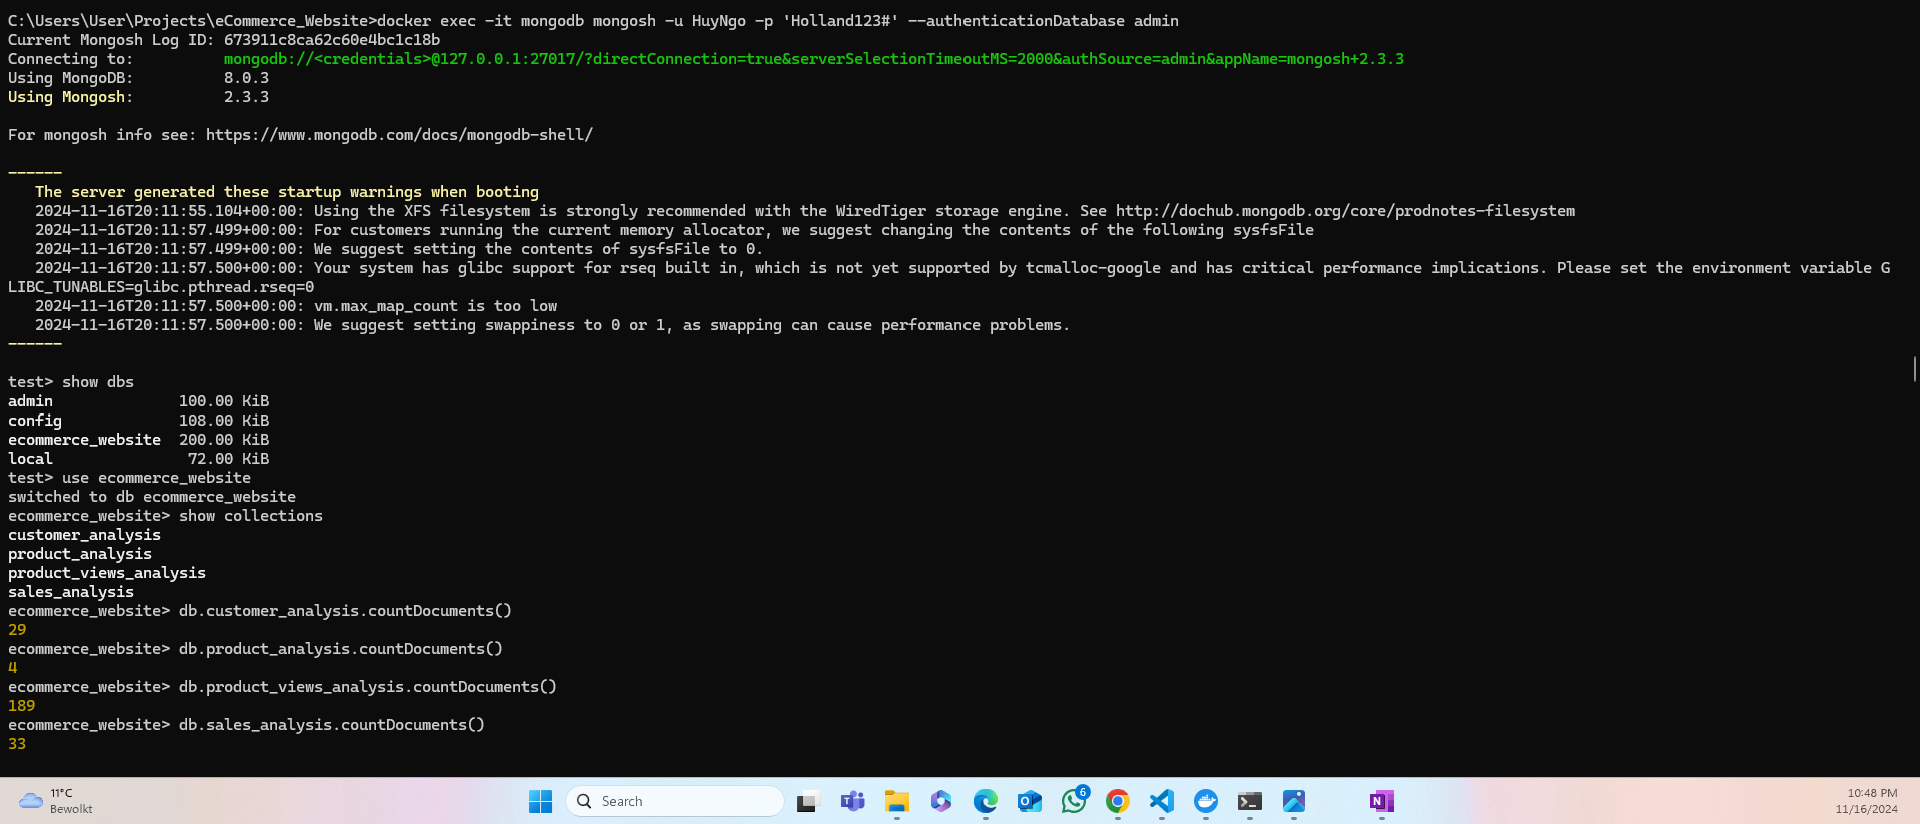 C:\Users\User\Projects\eCommerce_Website>docker exec -it mongodb mongosh -u HuyNgo -p 'Holland123#' --authenticationDatabase admin
Current Mongosh Log ID: 673911c8ca62c60e4bc1c18b
Connecting to:          mongodb://<credentials>@127.0.0.1:27017/?directConnection=true&serverSelectionTimeoutMS=2000&authSource=admin&appName=mongosh+2.3.3
Using MongoDB:          8.0.3
Using Mongosh:          2.3.3
For mongosh info see: https://www.mongodb.com/docs/mongodb-shell/
------
The server generated these startup warnings when booting
2024-11-16T20:11:55.104+00:00: Using the XFS filesystem is strongly recommended with the WiredTiger storage engine. See http://dochub.mongodb.org/core/prodnotes-filesystem
2024-11-16T20:11:57.499+00:00: For customers running the current memory allocator, we suggest changing the contents of the following sysfsFile
2024-11-16T20:11:57.499+00:00: We suggest setting the contents of sysfsFile to 0.
2024-11-16T20:11:57.500+00:00: Your system has glibc support for rseq built in, which is not yet supported by tcmalloc-google and has critical performance implications. Please set the environment variable G
LIBC_TUNABLES=glibc.pthread.rseq=0
2024-11-16T20:11:57.500+00:00: vm.max_map_count is too low
2024-11-16T20:11:57.500+00:00: We suggest setting swappiness to 0 or 1, as swapping can cause performance problems.
------
test> show dbs
admin              100.00 KiB
config             108.00 KiB
ecommerce_website  200.00 KiB
local               72.00 KiB
test> use ecommerce_website
switched to db ecommerce_website
ecommerce_website> show collections
customer_analysis
product_analysis
product_views_analysis
sales_analysis
ecommerce_website> db.customer_analysis.countDocuments()
29
ecommerce_website> db.product_analysis.countDocuments()
4
ecommerce_website> db.product_views_analysis.countDocuments()
189
ecommerce_website> db.sales_analysis.countDocuments()
33
11°C
Bewolkt
Search
6
10:48 PM
11/16/2024